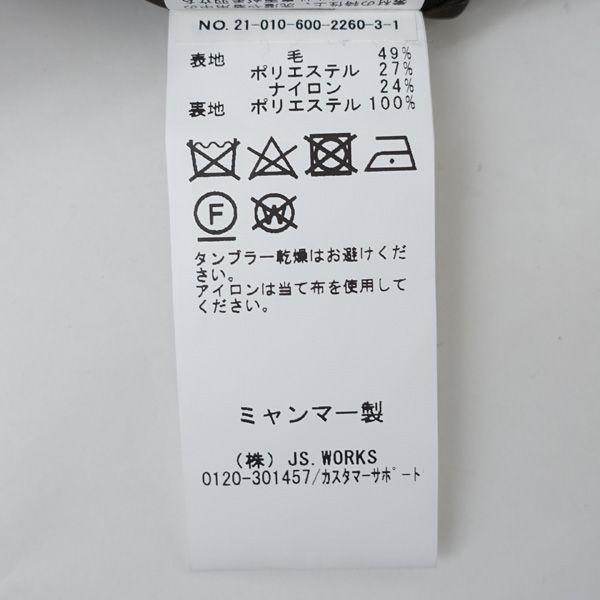 NO. 21-010-600-2260-3-1
表地 毛 49%
ポリエステル 27%
ナイロン 24%
裏地 ポリエステル 100%
F W
タンブラー乾燥はお避けくだ
さい。
アイロンは当て布を使用して
ください。
ミャンマー製
(株) JS.WORKS
0120-301457/カスタマーサポート